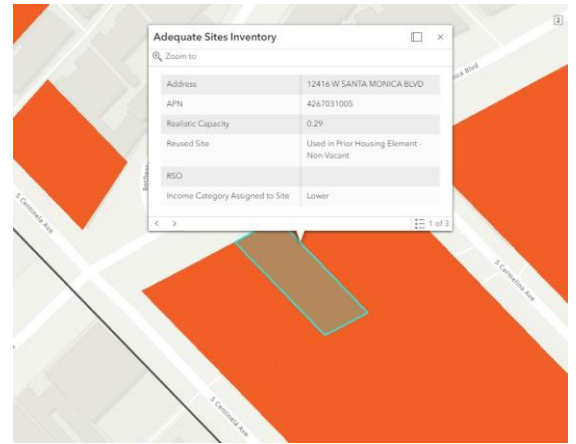 Adequate Sites Inventory
Zoom to
Address 12416 W SANTA MONICA BLVD
APN 4267031005
Realistic Capacity 0.29
Reused Site Used in Prior Housing Element -
Non-Vacant
RSO
Income Category Assigned to Site Lower
1 of 3
2
S Centinela Ave
S Carmelina Ave
S Centinela Ave